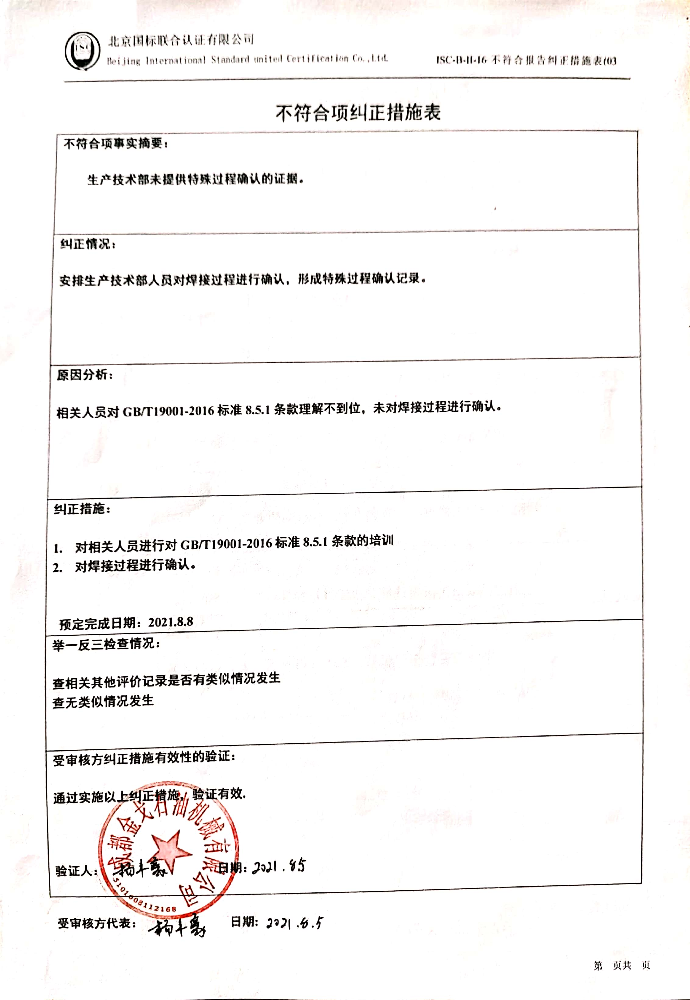 北京国标联合认证有限公司
Beijing International Standard united Certification Co.,Ltd.
ISC-B-II-16 不符合报告纠正措施表(03
不符合项纠正措施表
不符合项事实摘要：
生产技术部未提供特殊过程确认的证据。
纠正情况：
安排生产技术部人员对焊接过程进行确认，形成特殊过程确认记录。
原因分析：
相关人员对 GB/T19001-2016 标准 8.5.1 条款理解不到位，未对焊接过程进行确认。
纠正措施：
1. 对相关人员进行对 GB/T19001-2016 标准 8.5.1 条款的培训
2. 对焊接过程进行确认。
预定完成日期：2021.8.8
举一反三检查情况：
查相关其他评价记录是否有类似情况发生
查无类似情况发生
受审核方纠正措施有效性的验证：
通过实施以上纠正措施，验证有效.
成都金戈石油机械有限公司
5101008112168
验证人： 日期：2021.85
受审核方代表： 日期：2021.8.5
第 页共 页